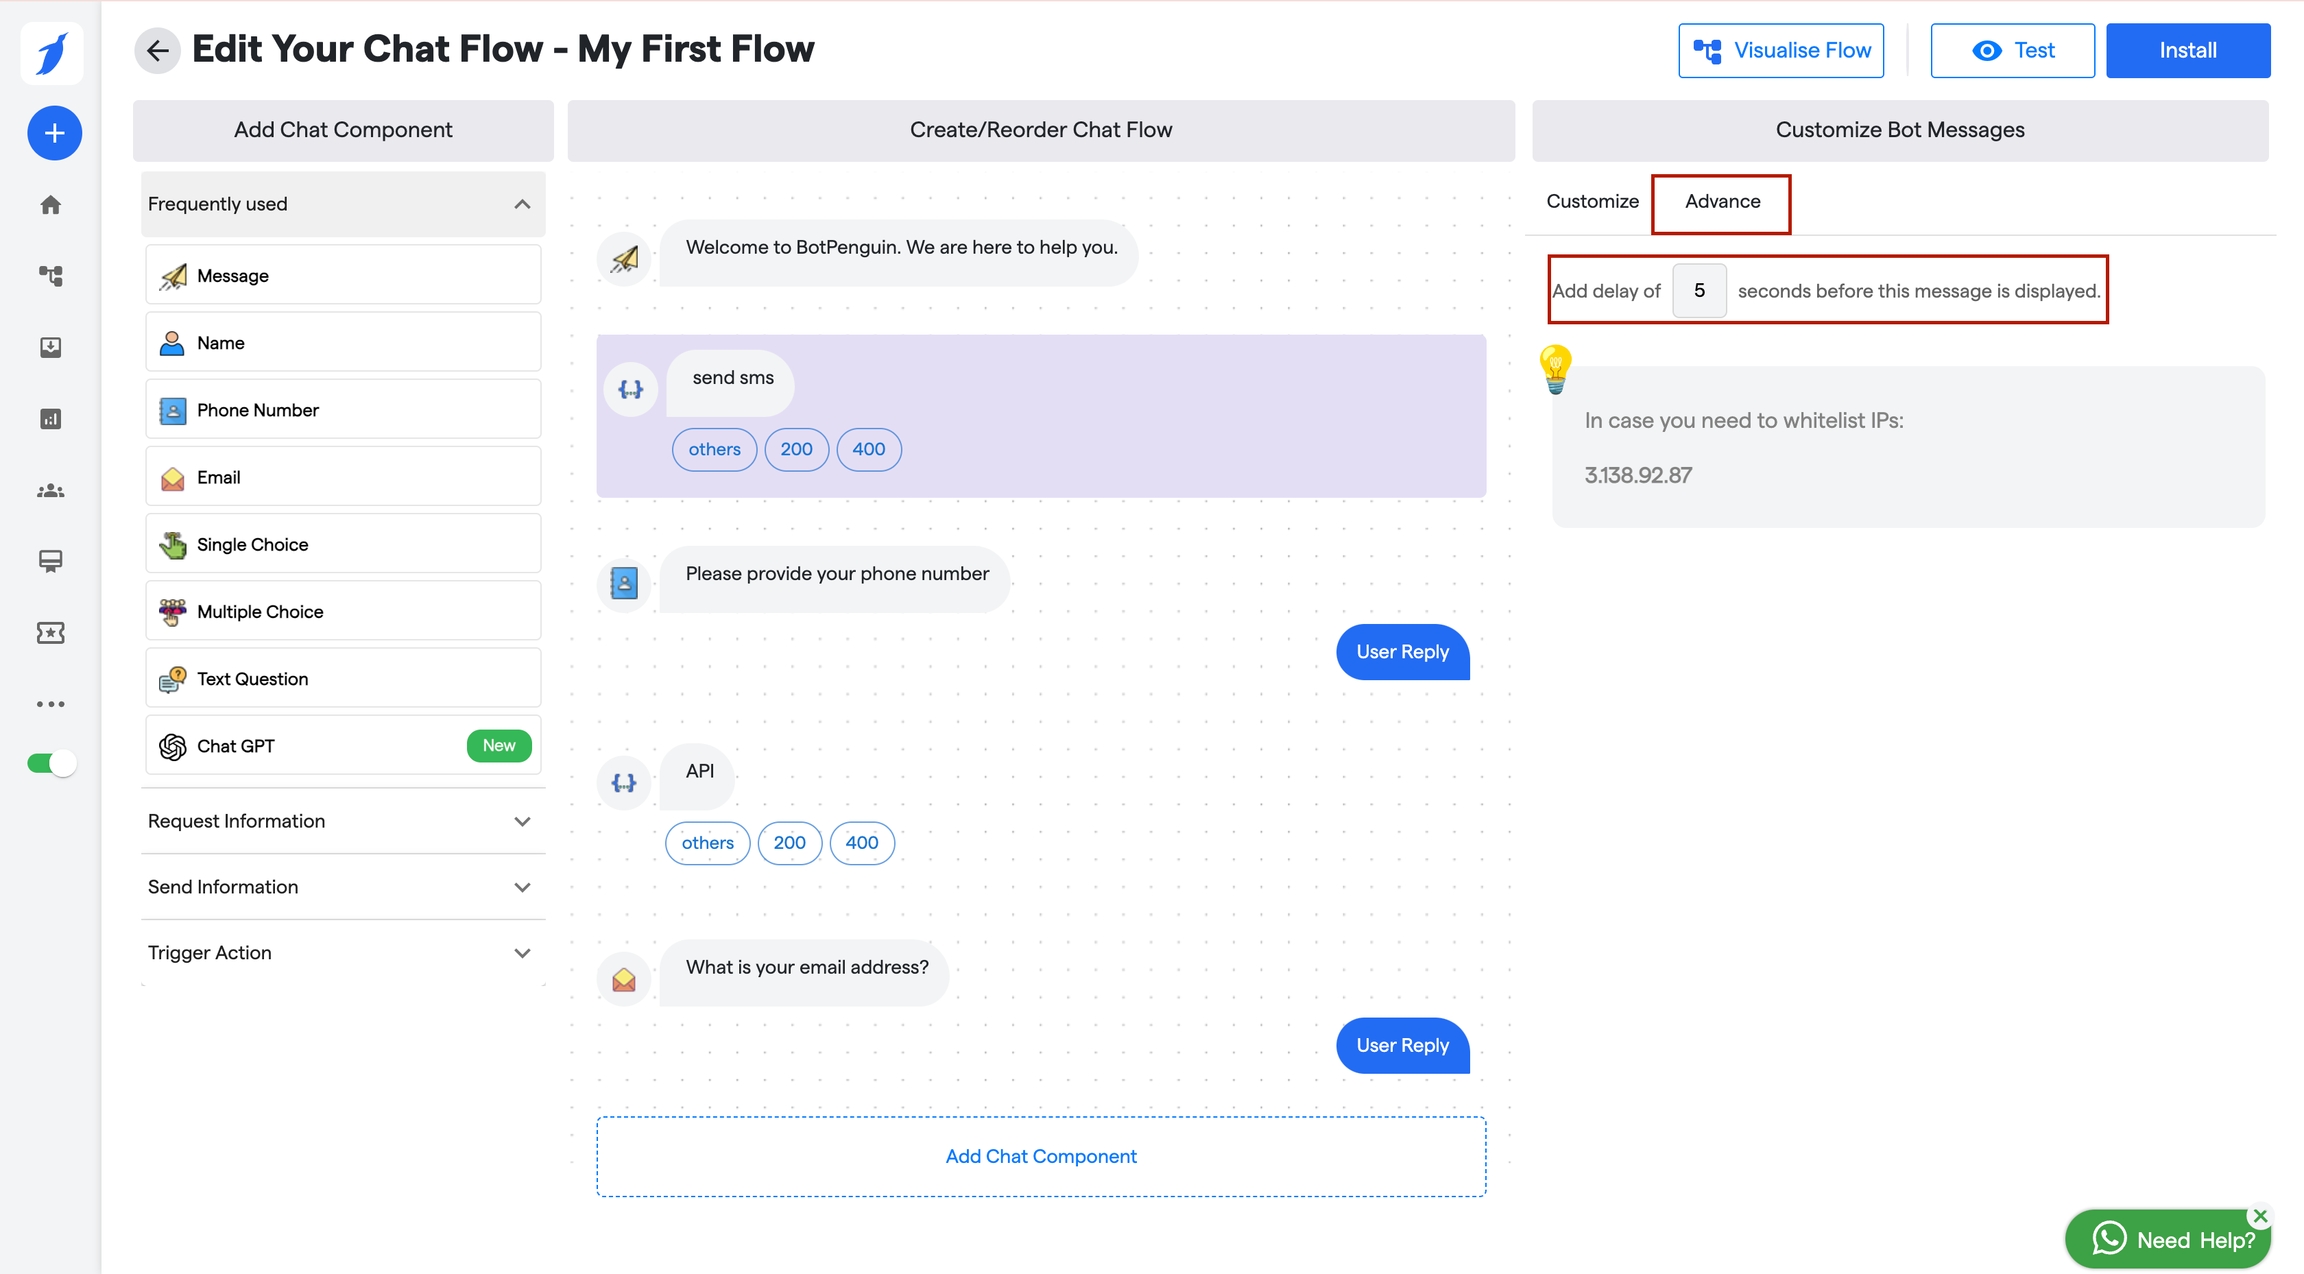 Edit Your Chat Flow - My First Flow
Visualise Flow
Test
Install
Add Chat Component
Create/Reorder Chat Flow
Customize Bot Messages
Frequently used
Message
Name
Phone Number
Email
Single Choice
Multiple Choice
Text Question
Chat GPT
New
Request Information
Send Information
Trigger Action
Welcome to BotPenguin. We are here to help you.
send sms
others 200 400
Please provide your phone number
User Reply
API
others 200 400
What is your email address?
User Reply
Add Chat Component
Customize
Advance
Add delay of 5 seconds before this message is displayed.
In case you need to whitelist IPs:
3.138.92.87
Need Help?